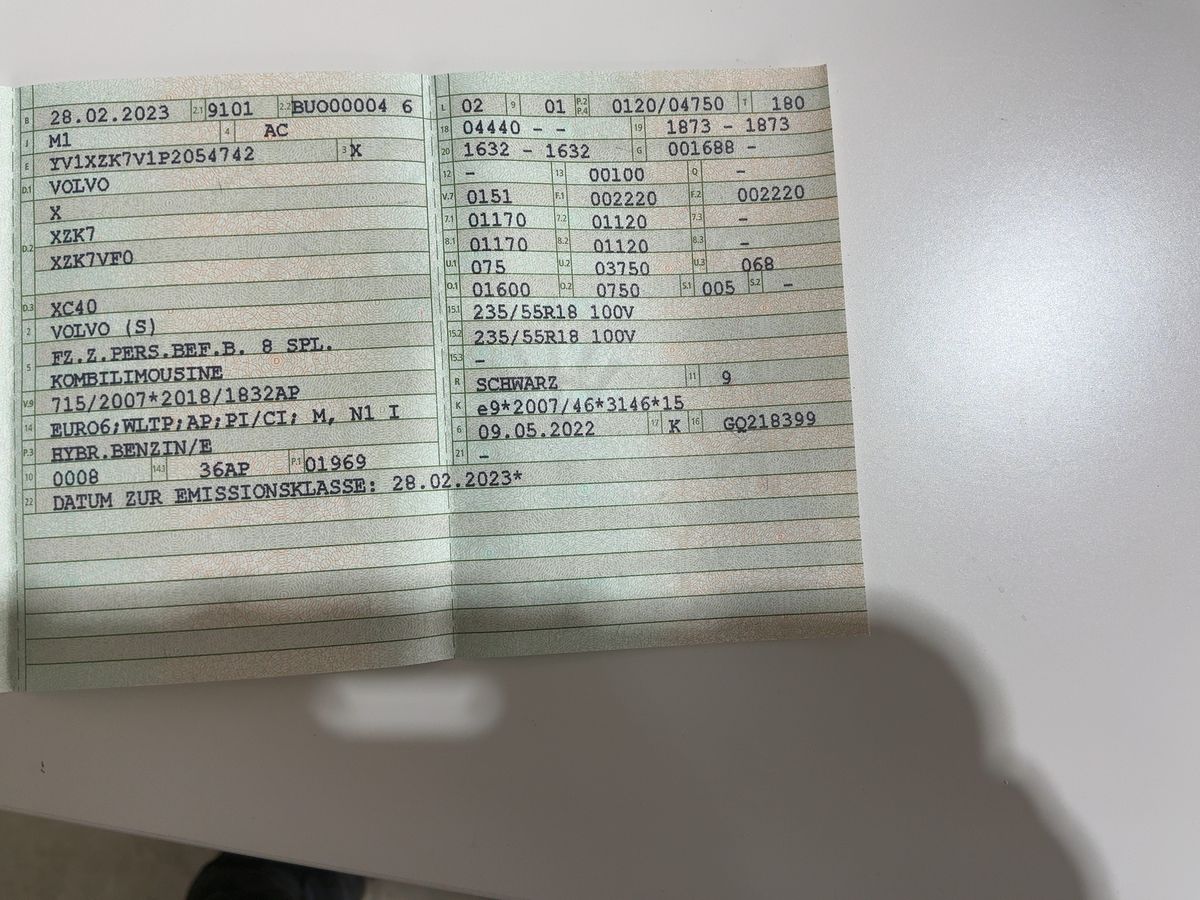 B 28.02.2023 2.1 9101 2.2 BUO00004 6
J M1 4 AC
E YV1XZK7V1P2054742 3 X
D.1 VOLVO
X
D.2 XZK7
XZK7VF0
D.3 XC40
2 VOLVO (S)
5 FZ.Z.PERS.BEF.B. 8 SPL.
KOMBILIMOUSINE
V.9 715/2007*2018/1832AP
14 EURO6;WLTP;AP;PI/CI; M, N1 I
P.3 HYBR.BENZIN/E
10 0008 14.1 36AP P.1 01969
22 DATUM ZUR EMISSIONSKLASSE: 28.02.2023*
L 02 9 01 P.2 P.4 0120/04750 T 180
18 04440 - - 19 1873 - 1873
20 1632 - 1632 G 001688 -
12 - 13 00100 Q -
V.7 0151 F.1 002220 F.2 002220
7.1 01170 7.2 01120 7.3 -
8.1 01170 8.2 01120 8.3 -
U.1 075 U.2 03750 U.3 068
O.1 01600 O.2 0750 S.1 005 S.2 -
15.1 235/55R18 100V
15.2 235/55R18 100V
15.3 -
R SCHWARZ 11 9
K e9*2007/46*3146*15
6 09.05.2022 17 K 16 GQ218399
21 -